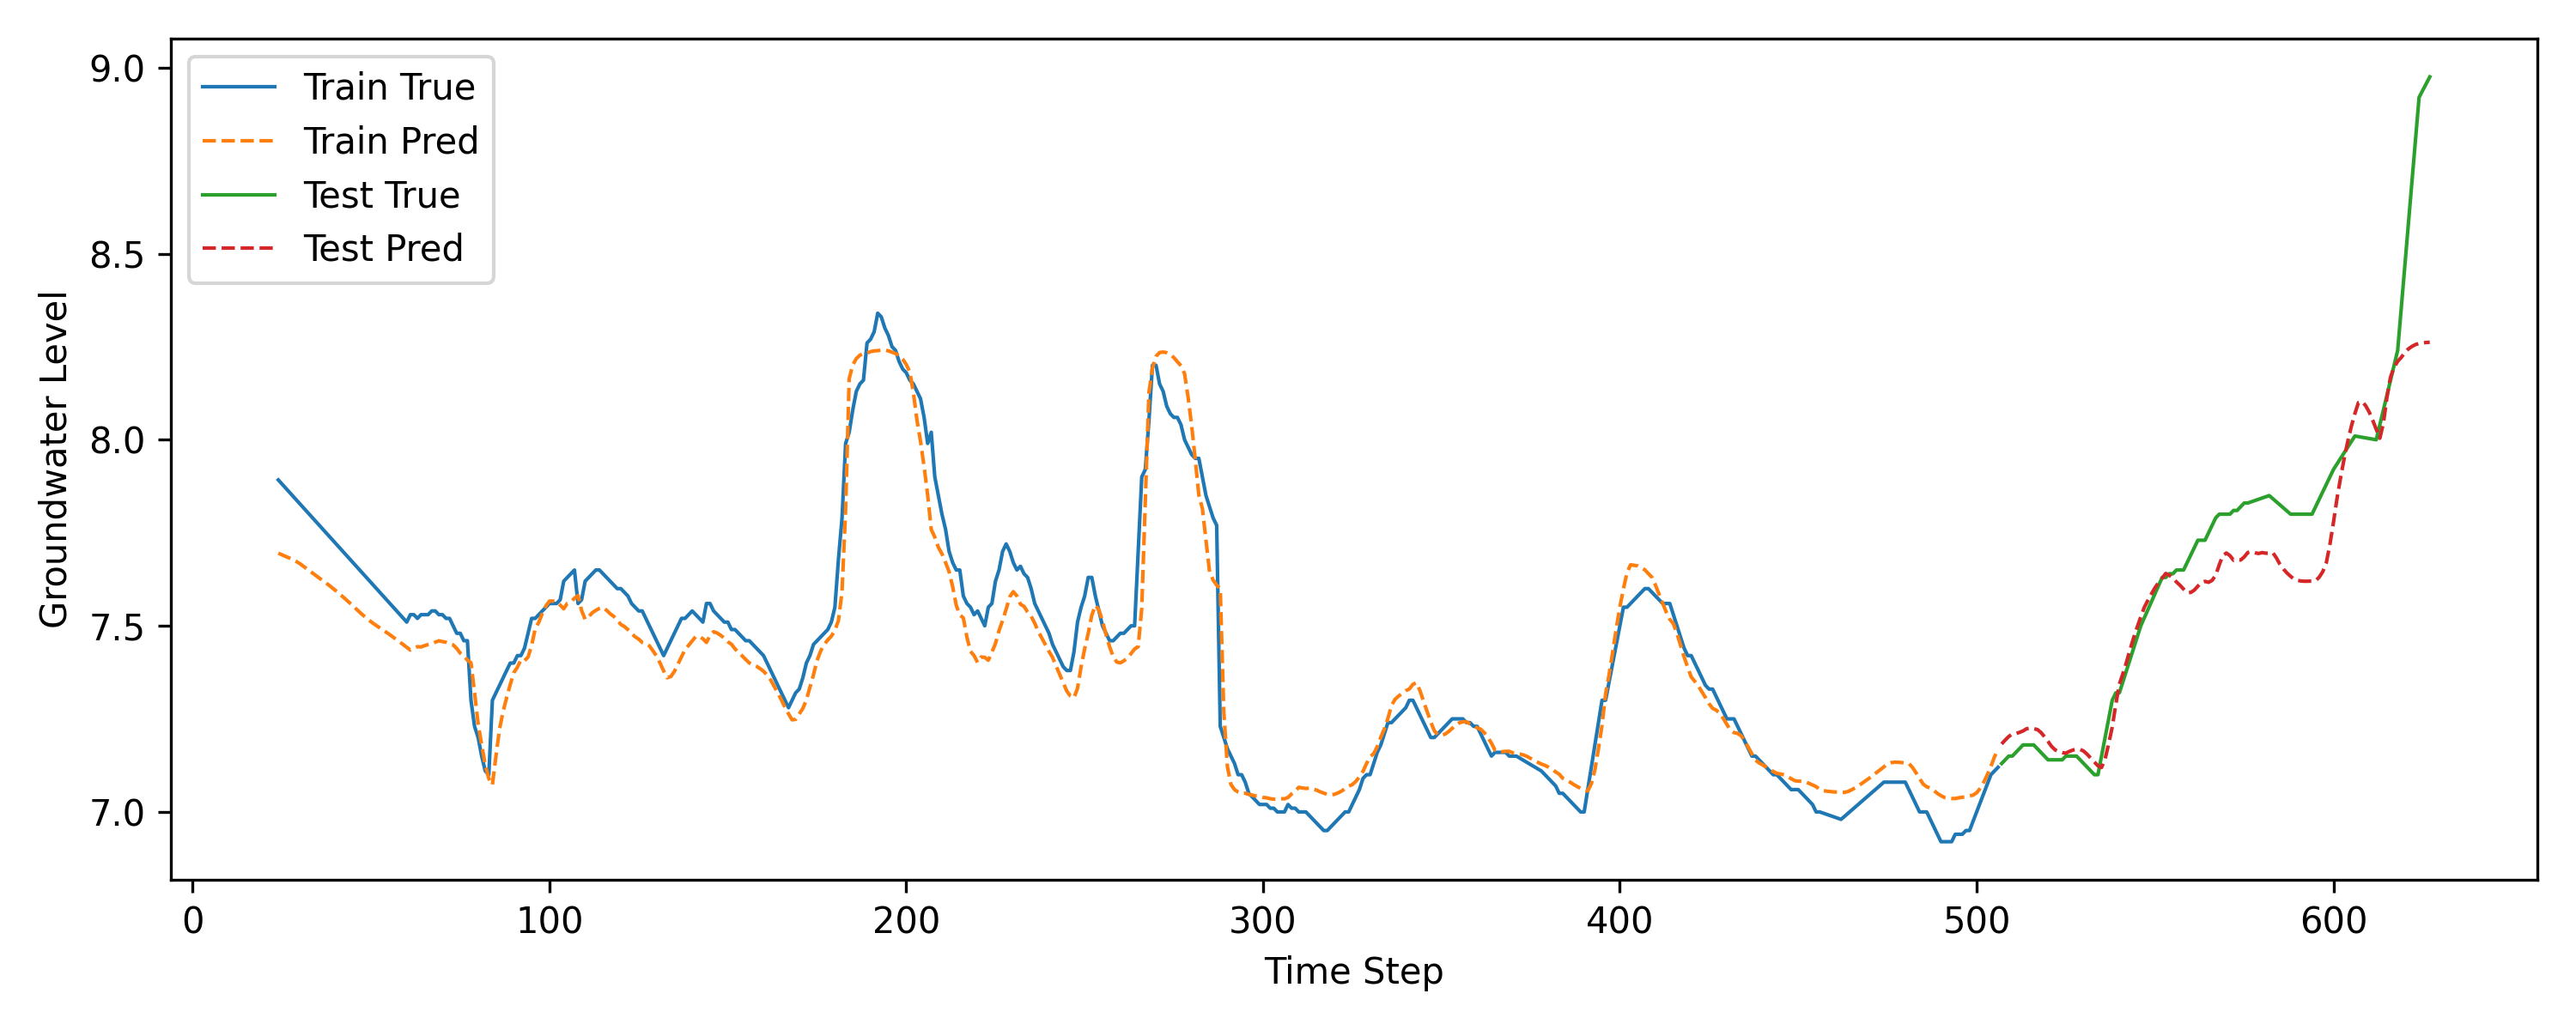 9.0
8.5
8.0
7.5
7.0
Groundwater Level
Train True
Train Pred
Test True
Test Pred
0 100 200 300 400 500 600
Time Step